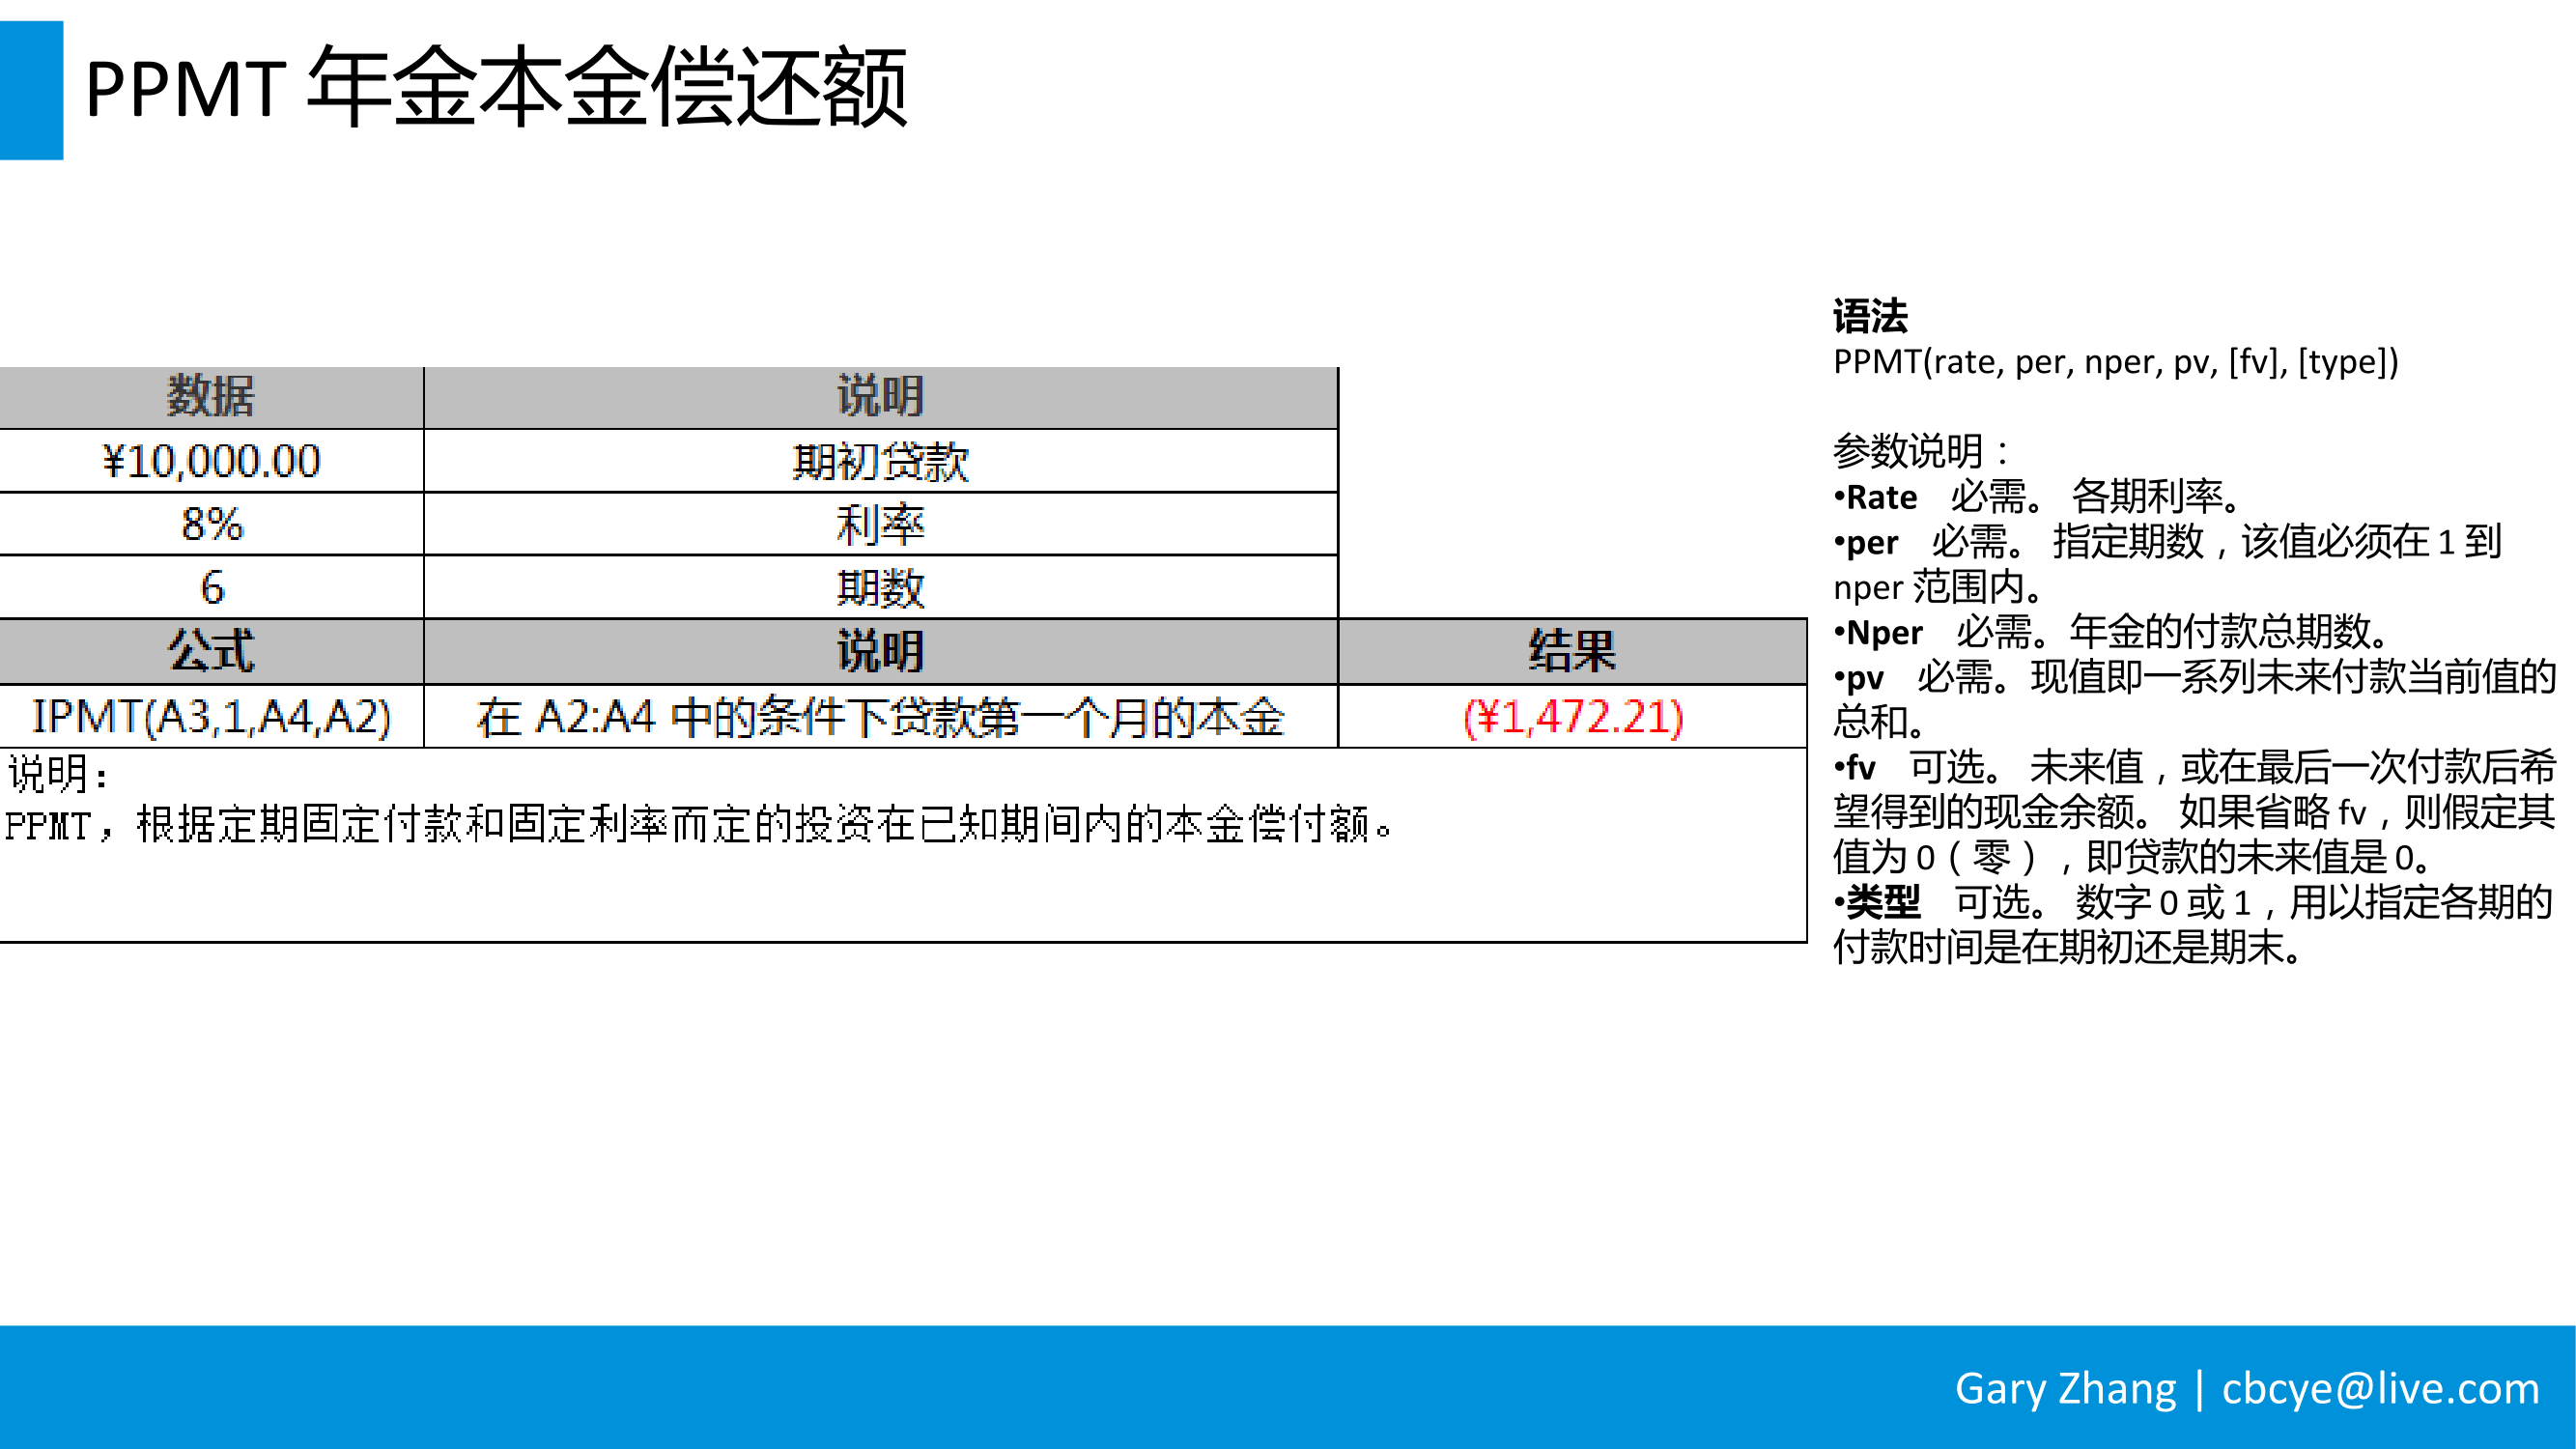 PPMT 年金本金偿还额
数据 说明
¥10,000.00 期初贷款
8% 利率
6 期数
公式 说明 结果
IPMT(A3,1,A4,A2) 在 A2:A4 中的条件下贷款第一个月的本金 (¥1,472.21)
说明：
PPMT，根据定期固定付款和固定利率而定的投资在已知期间内的本金偿付额。
语法
PPMT(rate, per, nper, pv, [fv], [type])
参数说明：
•Rate 必需。 各期利率。
•per 必需。 指定期数，该值必须在 1 到
nper 范围内。
•Nper 必需。年金的付款总期数。
•pv 必需。现值即一系列未来付款当前值的
总和。
•fv 可选。 未来值，或在最后一次付款后希
望得到的现金余额。 如果省略 fv，则假定其
值为 0（零），即贷款的未来值是 0。
•类型 可选。 数字 0 或 1，用以指定各期的
付款时间是在期初还是期末。
Gary Zhang | cbcye@live.com